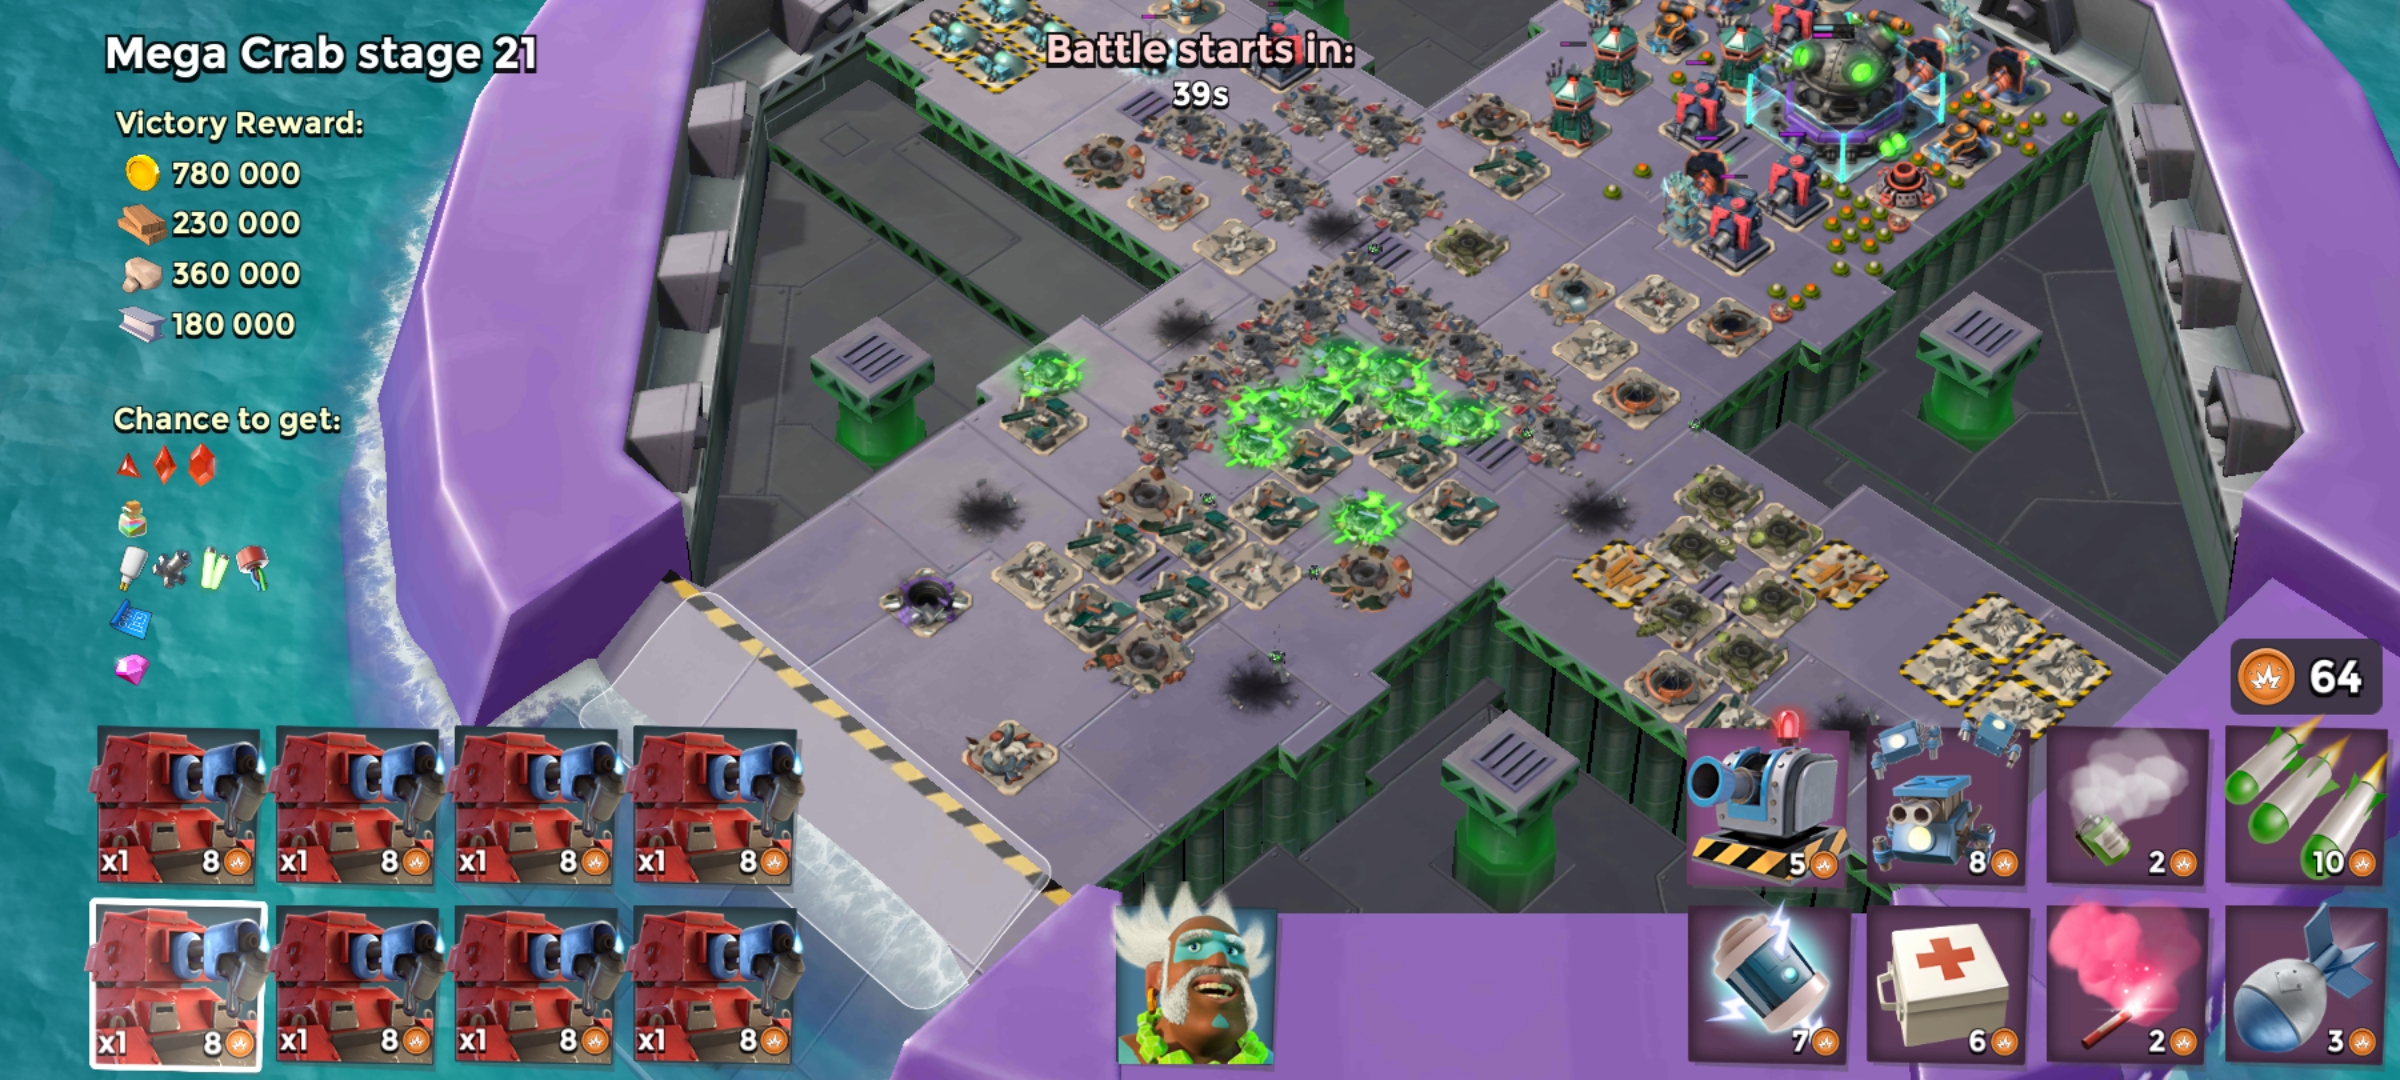 Mega Crab stage 21
Battle starts in:
39s
Victory Reward:
780 000
230 000
360 000
180 000
Chance to get:
64
x1 8
x1 8
x1 8
x1 8
5
8
2
10
x1 8
x1 8
x1 8
x1 8
7
6
2
3